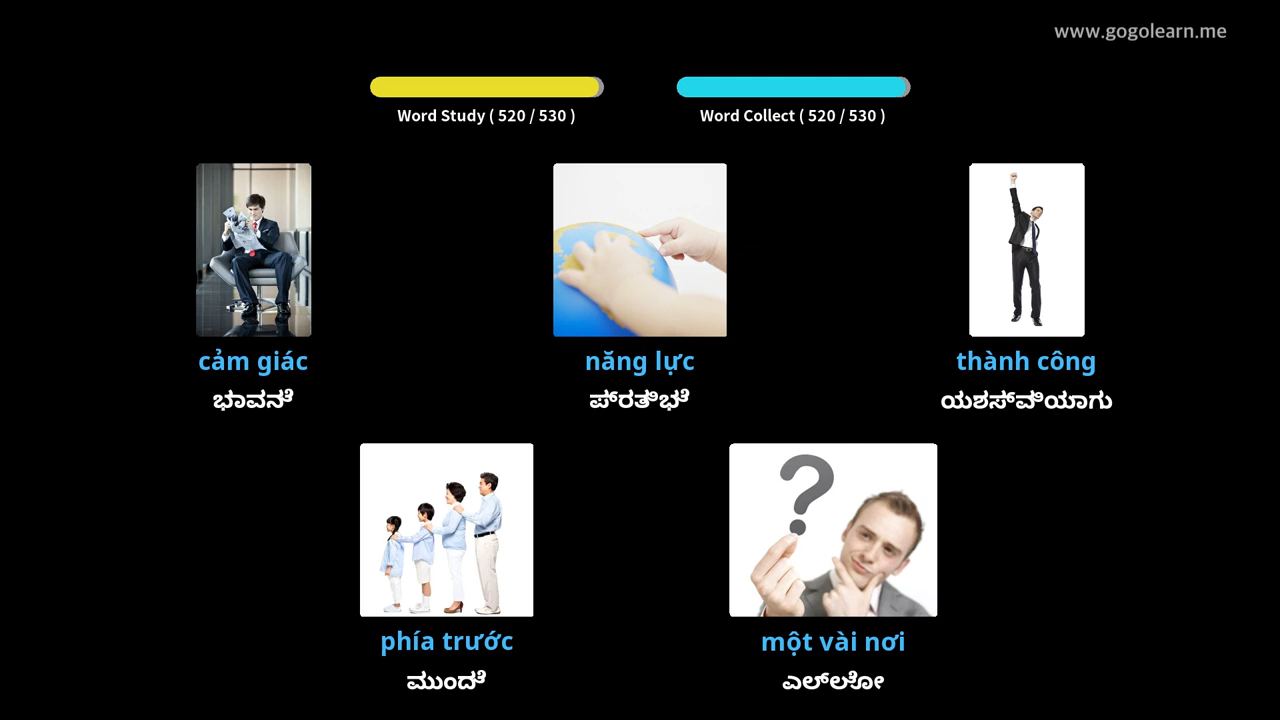 www.gogolearn.me
Word Study ( 520 / 530 )
Word Collect ( 520 / 530 )
cảm giác
ಭಾವನೆ
năng lực
ಪ್ರತಿಭೆ
thành công
ಯಶಸ್ವಿಯಾಗು
phía trước
ಮುಂದೆ
một vài nơi
ಎಲ್ಲೋ